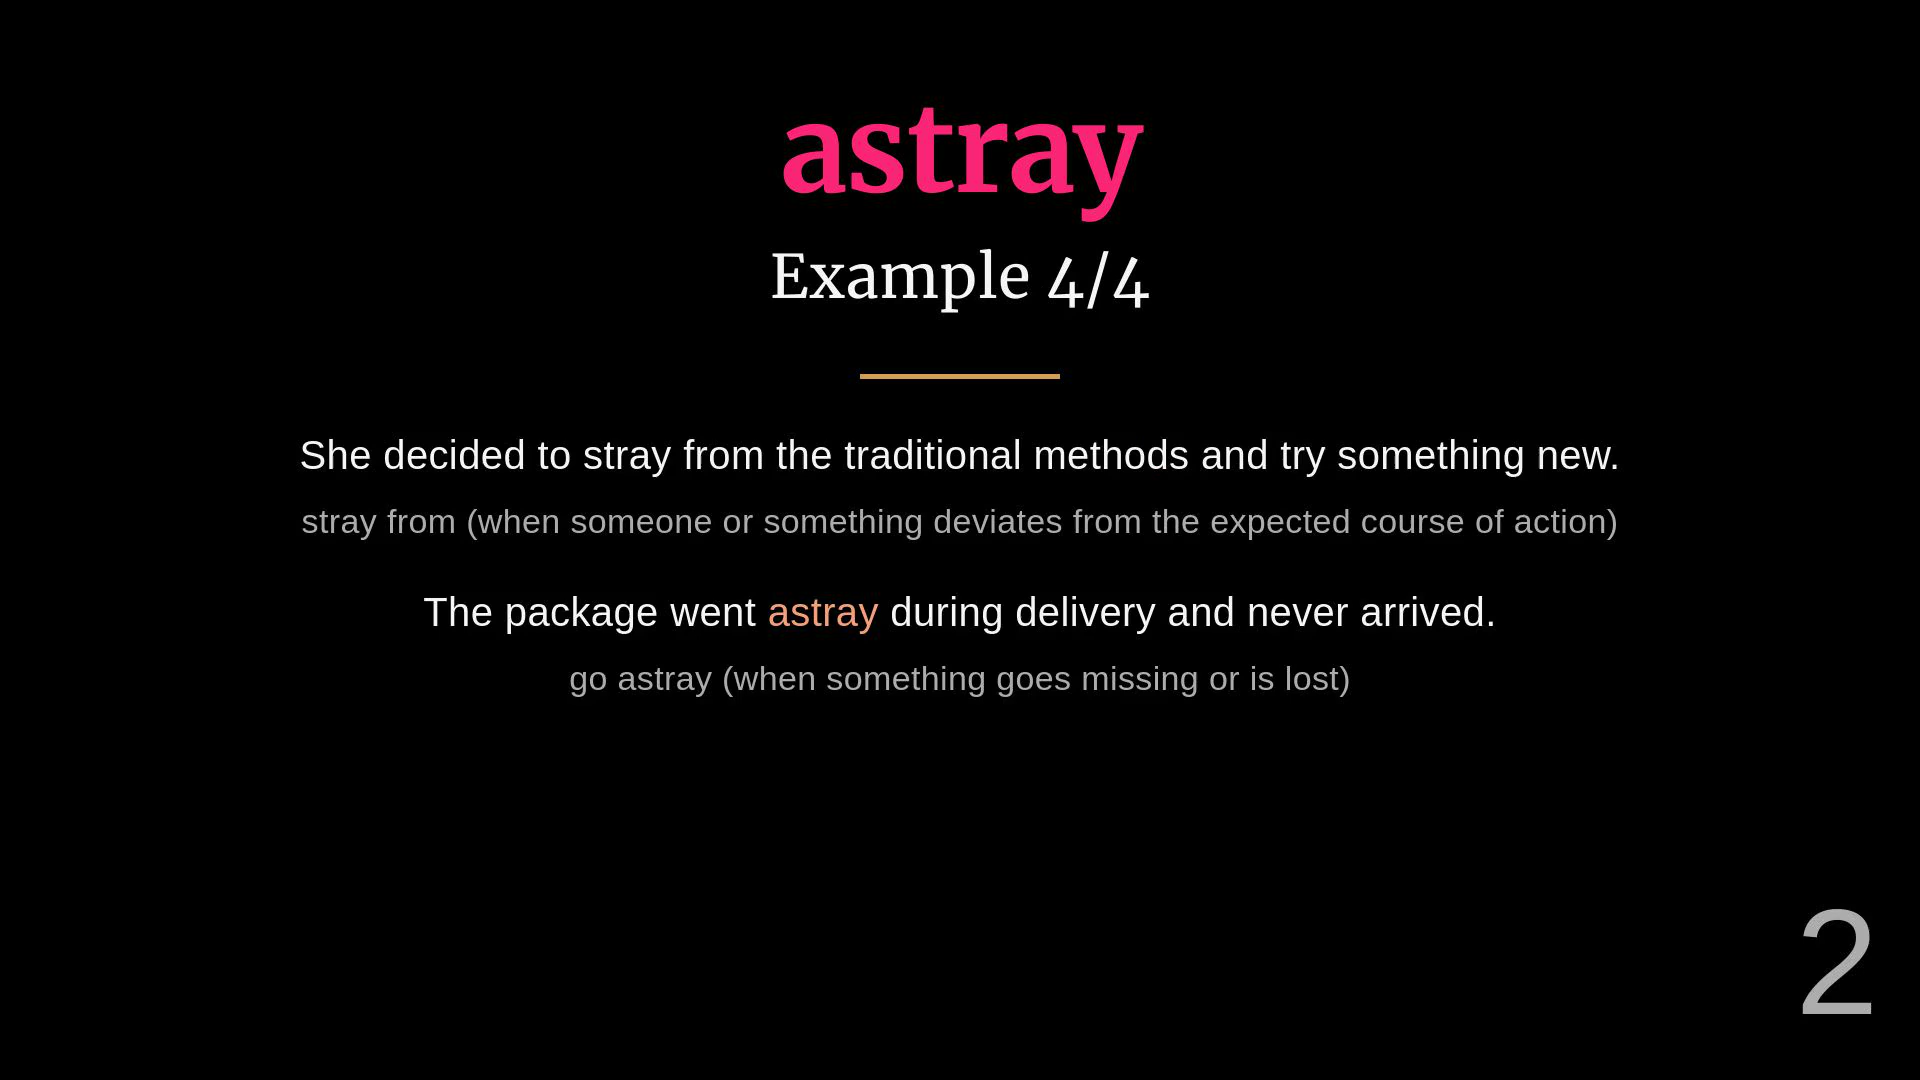 astray
Example 4/4
She decided to stray from the traditional methods and try something new.
stray from (when someone or something deviates from the expected course of action)
The package went astray during delivery and never arrived.
go astray (when something goes missing or is lost)
2